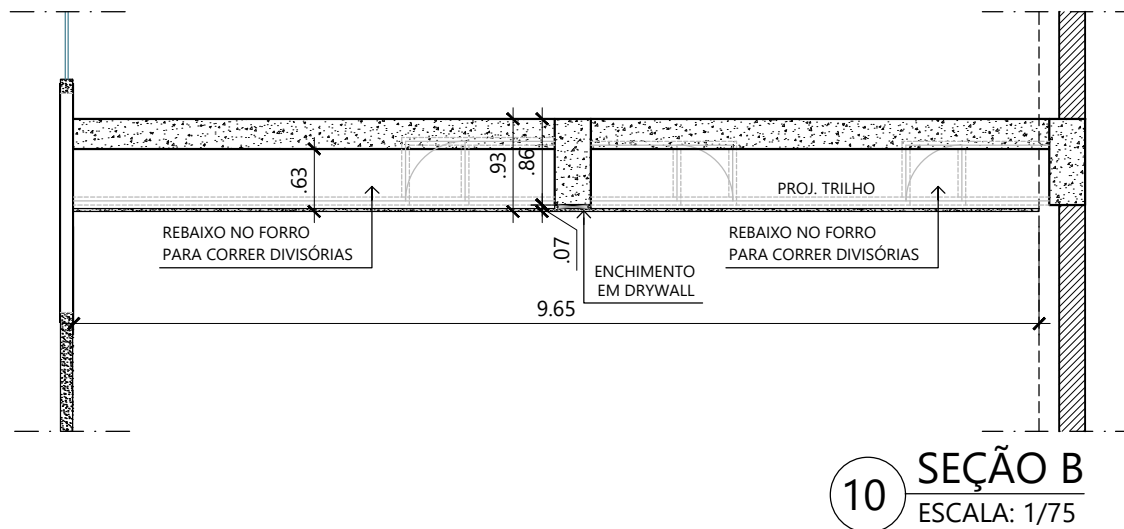 .63
.93
.86
PROJ. TRILHO
REBAIXO NO FORRO
PARA CORRER DIVISÓRIAS
.07
ENCHIMENTO
EM DRYWALL
REBAIXO NO FORRO
PARA CORRER DIVISÓRIAS
9.65
10
SEÇÃO B
ESCALA: 1/75